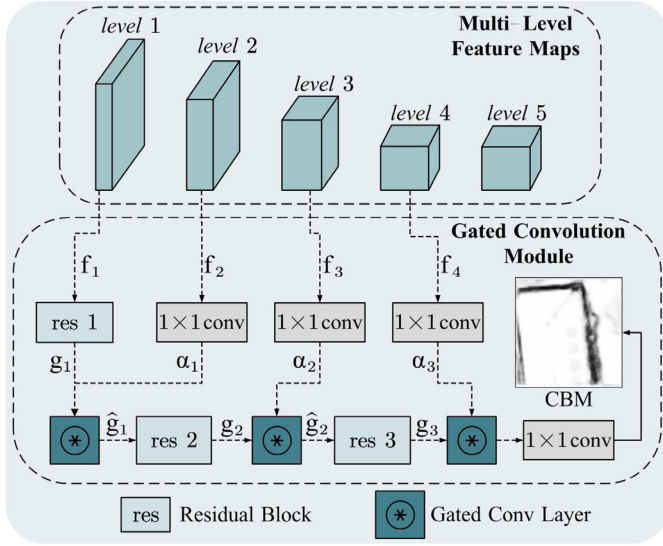 level 1
level 2
level 3
level 4
level 5
Multi-Level
Feature Maps
Gated Convolution
Module
f₁
f₂
f₃
f₄
res 1
1×1 conv
1×1 conv
1×1 conv
g₁
α₁
α₂
α₃
CBM
ĝ₁
res 2
g₂
ĝ₂
res 3
g₃
1×1 conv
res
Residual Block
Gated Conv Layer